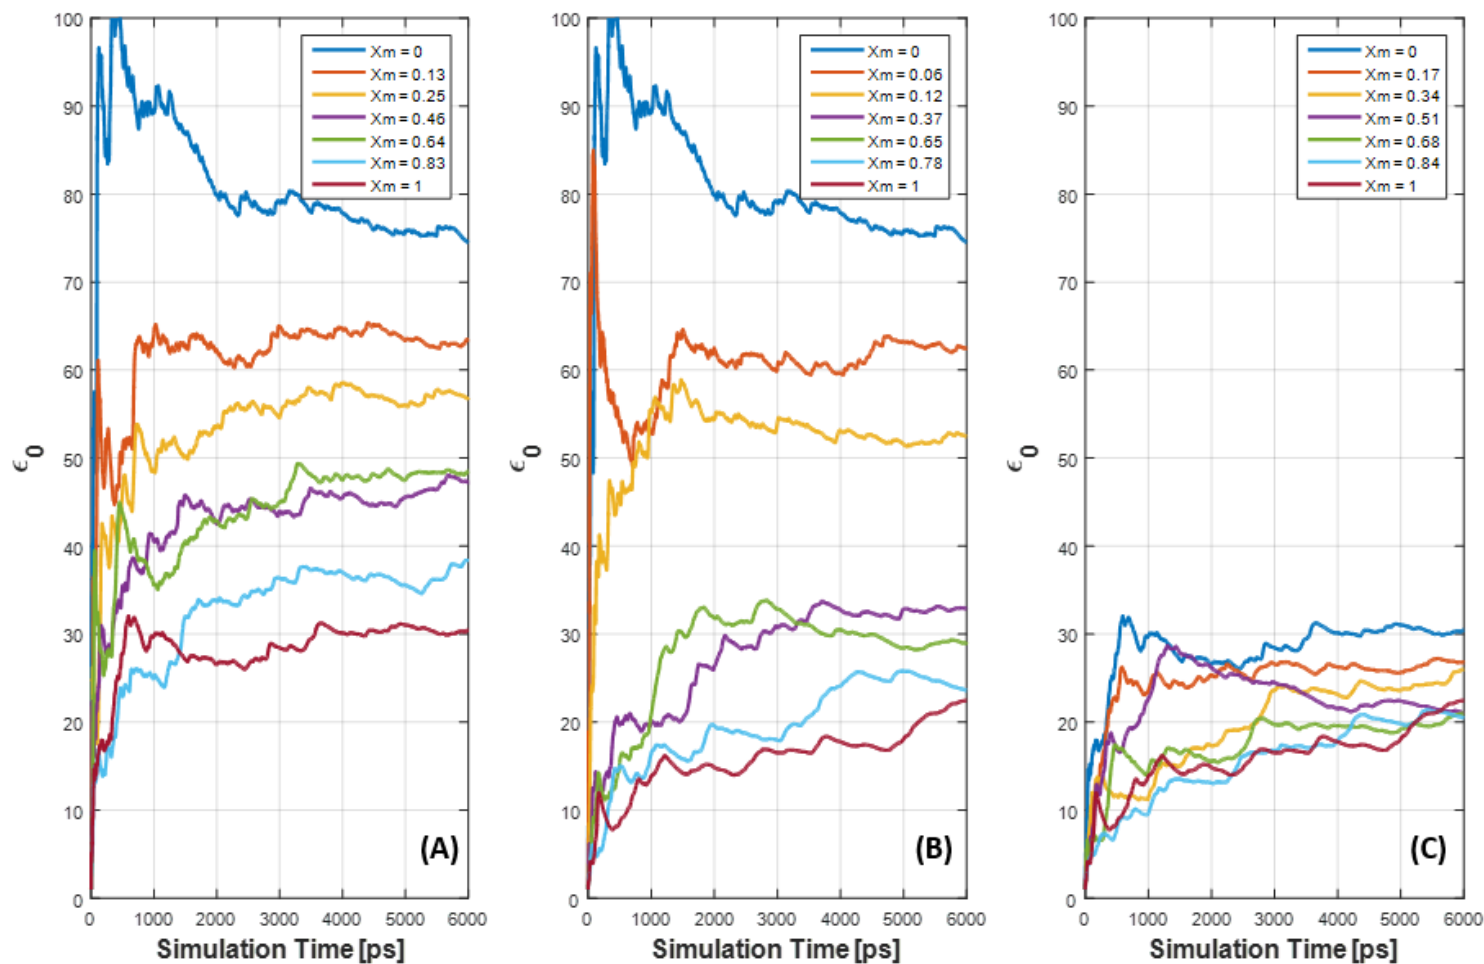 ϵ0
100
90
80
70
60
50
40
30
20
10
0
0 1000 2000 3000 4000 5000 6000
Simulation Time [ps]
Xm = 0
Xm = 0.13
Xm = 0.25
Xm = 0.46
Xm = 0.64
Xm = 0.83
Xm = 1
(A)
ϵ0
100
90
80
70
60
50
40
30
20
10
0
0 1000 2000 3000 4000 5000 6000
Simulation Time [ps]
Xm = 0
Xm = 0.06
Xm = 0.12
Xm = 0.37
Xm = 0.65
Xm = 0.78
Xm = 1
(B)
ϵ0
100
90
80
70
60
50
40
30
20
10
0
0 1000 2000 3000 4000 5000 6000
Simulation Time [ps]
Xm = 0
Xm = 0.17
Xm = 0.34
Xm = 0.51
Xm = 0.68
Xm = 0.84
Xm = 1
(C)